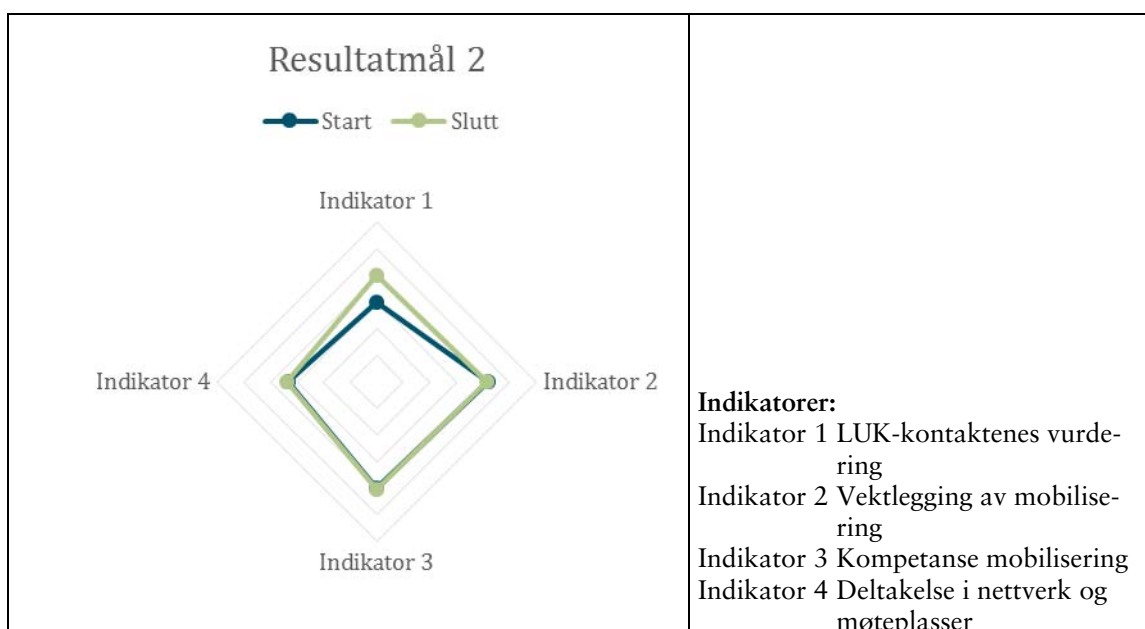 Resultatmål 2
Start Slutt
Indikator 1
Indikator 4
Indikator 2
Indikator 3
Indikatorer:
Indikator 1 LUK-kontaktenes vurde-
ring
Indikator 2 Vektlegging av mobilise-
ring
Indikator 3 Kompetanse mobilisering
Indikator 4 Deltakelse i nettverk og
møteplasser